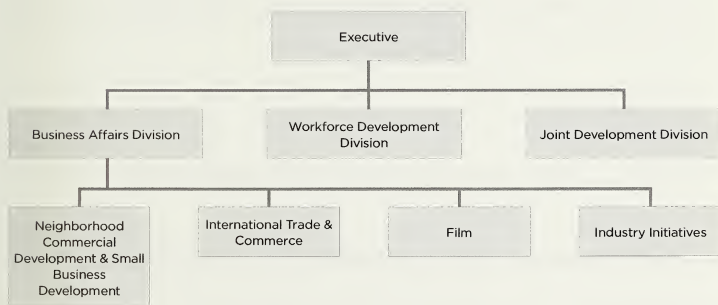 Executive
Business Affairs Division
Workforce Development
Division
Joint Development Division
Neighborhood
Commercial
Development & Small
Business
Development
International Trade &
Commerce
Film
Industry Initiatives